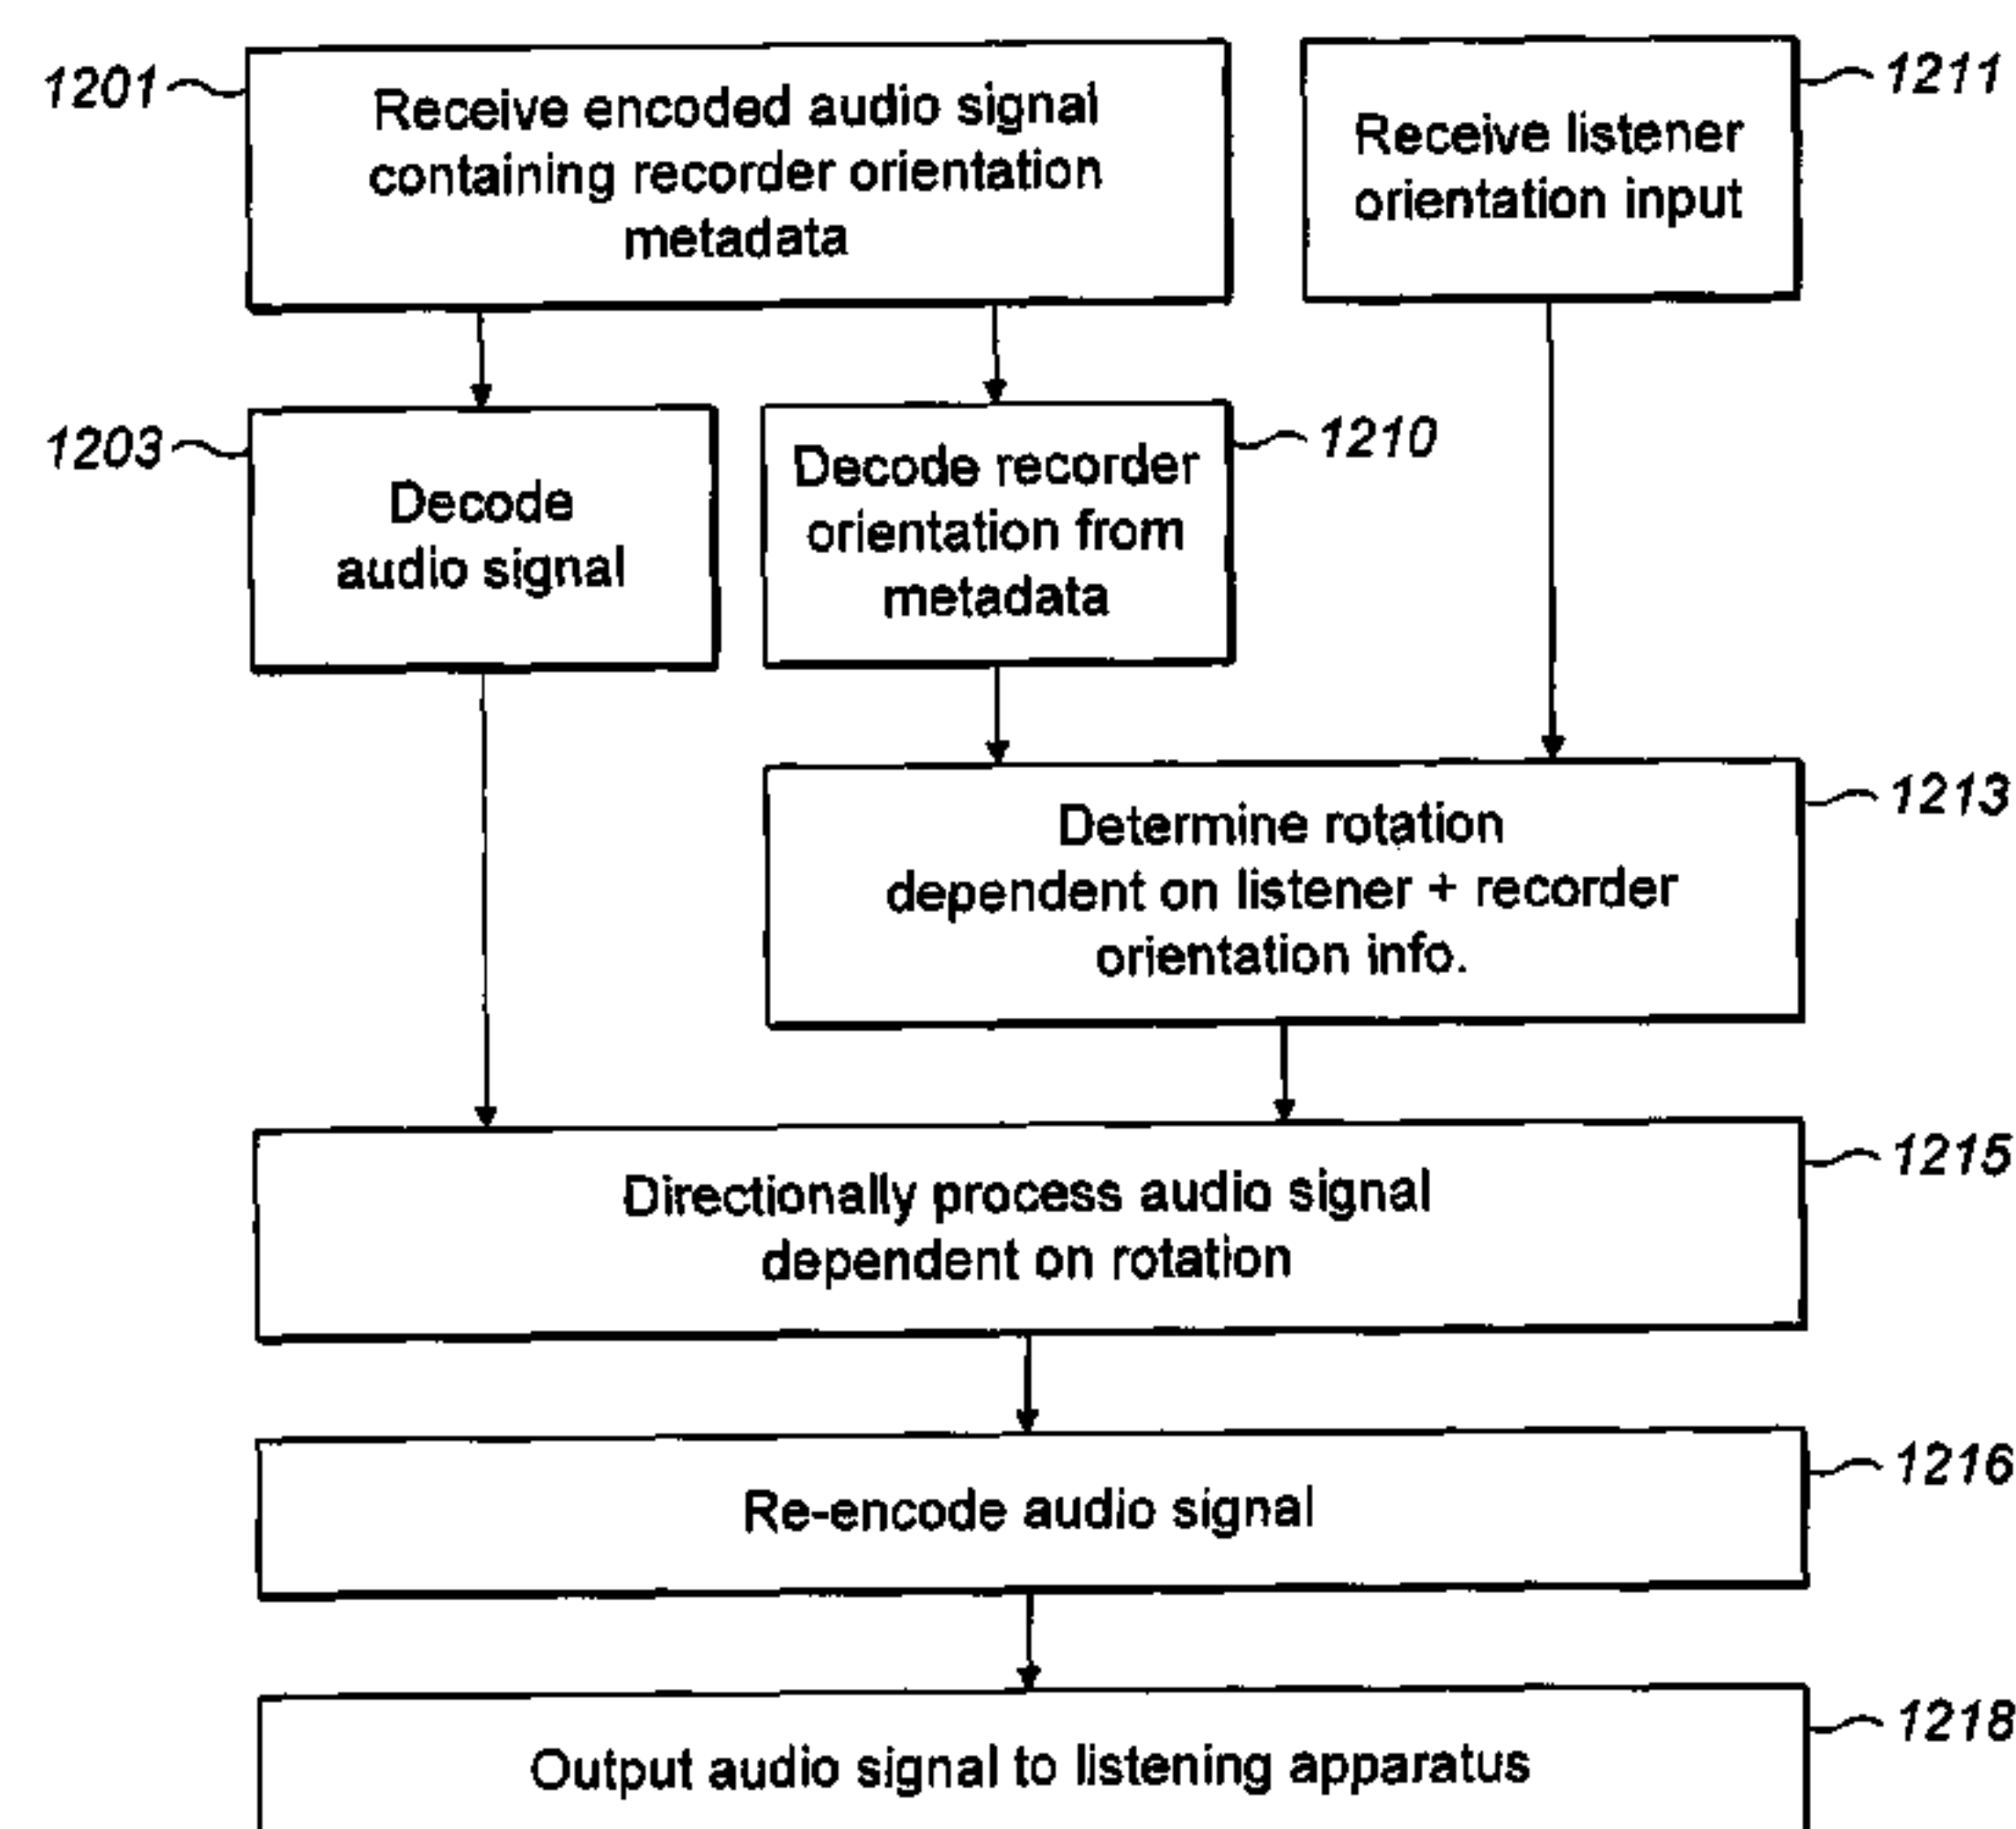 1201
Receive encoded audio signal
containing recorder orientation
metadata
1211
Receive listener
orientation input
1203
Decode
audio signal
1210
Decode recorder
orientation from
metadata
1213
Determine rotation
dependent on listener + recorder
orientation info.
1215
Directionally process audio signal
dependent on rotation
1216
Re-encode audio signal
1218
Output audio signal to listening apparatus